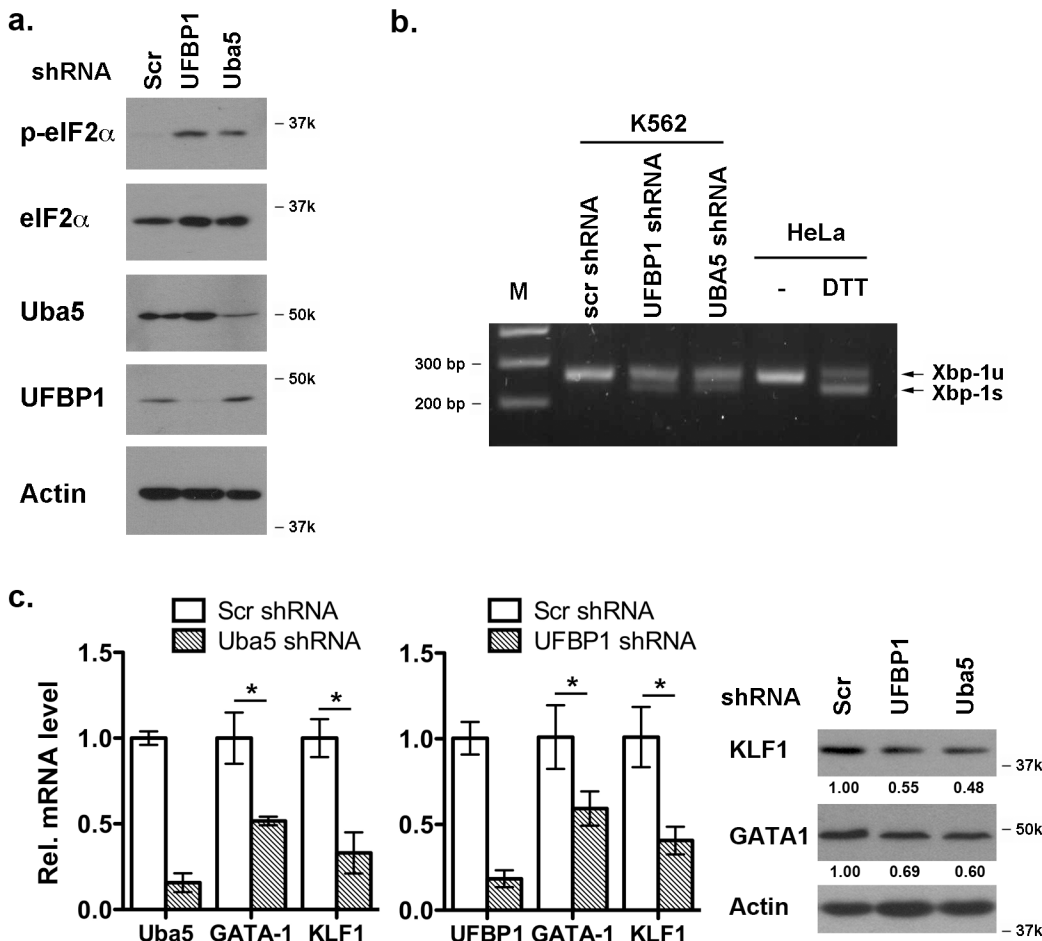 a.
shRNA Scr UFBP1 Uba5
p-eIF2α – 37k
eIF2α – 37k
Uba5 – 50k
UFBP1 – 50k
Actin – 37k
b.
K562
HeLa
M scr shRNA UFBP1 shRNA UBA5 shRNA - DTT
300 bp –
200 bp –
Xbp-1u
Xbp-1s
c.
Scr shRNA
Uba5 shRNA
Rel. mRNA level
1.5
1.0
0.5
0.0
* *
Uba5 GATA-1 KLF1
Scr shRNA
UFBP1 shRNA
1.5
1.0
0.5
0.0
* *
UFBP1 GATA-1 KLF1
shRNA Scr UFBP1 Uba5
KLF1 – 37k
1.00 0.55 0.48
GATA1 – 50k
1.00 0.69 0.60
Actin – 37k